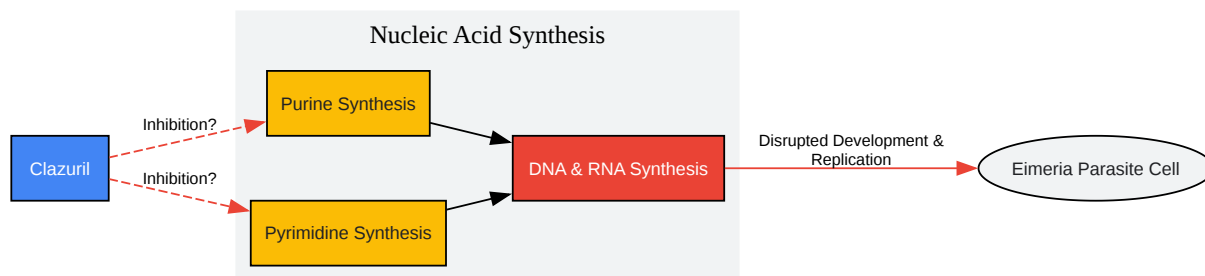 Nucleic Acid Synthesis
Purine Synthesis
Inhibition?
Clazuril
Inhibition?
Pyrimidine Synthesis
DNA & RNA Synthesis
Disrupted Development &
Replication
Eimeria Parasite Cell